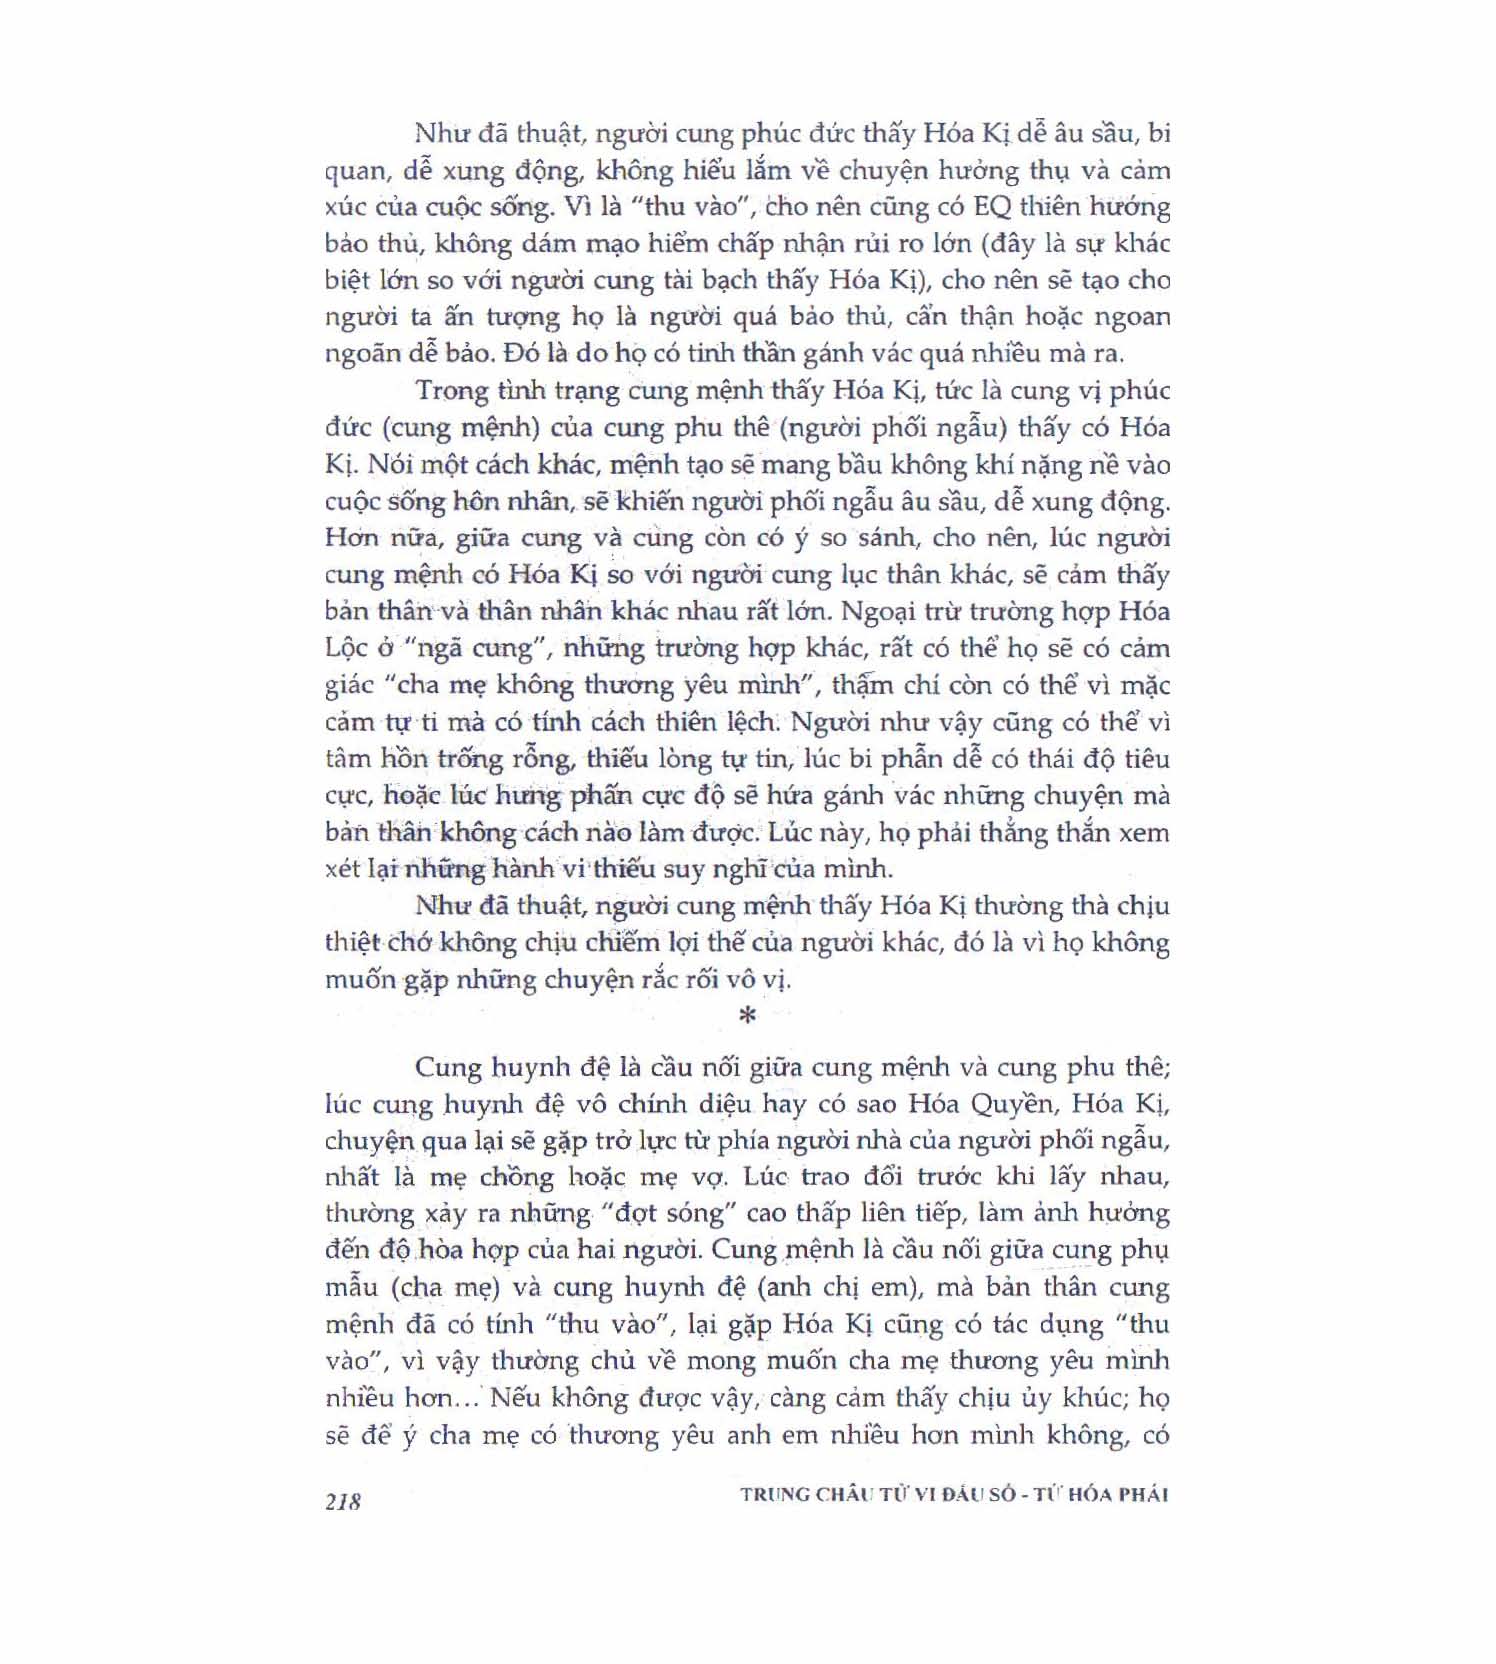 Như đã thuật, người cung phúc đức thấy Hóa Kị dễ âu sầu, bi
quan, dễ xung động, không hiểu lắm về chuyện hưởng thụ và cảm
xúc của cuộc sống. Vì là "thu vào", cho nên cũng có EQ thiên hướng
bảo thủ, không dám mạo hiểm chấp nhận rủi ro lớn (đây là sự khác
biệt lớn so với người cung tài bạch thấy Hóa Kị), cho nên sẽ tạo cho
người ta ấn tượng họ là người quá bảo thủ, cẩn thận hoặc ngoan
ngoãn dễ bảo. Đó là do họ có tinh thần gánh vác quá nhiều mà ra.
Trong tình trạng cung mệnh thấy Hóa Kị, tức là cung vị phúc
đức (cung mệnh) của cung phu thê (người phối ngẫu) thấy có Hóa
Kị. Nói một cách khác, mệnh tạo sẽ mang bầu không khí nặng nề vào
cuộc sống hôn nhân, sẽ khiến người phối ngẫu âu sầu, dễ xung động.
Hơn nữa, giữa cung và cung còn có ý so sánh, cho nên, lúc người
cung mệnh có Hóa Kị so với người cung lục thân khác, sẽ cảm thấy
bản thân và thân nhân khác nhau rất lớn. Ngoại trừ trường hợp Hóa
Lộc ở "ngã cung", những trường hợp khác, rất có thể họ sẽ có cảm
giác "cha mẹ không thương yêu mình", thậm chí còn có thể vì mặc
cảm tự ti mà có tính cách thiên lệch. Người như vậy cũng có thể vì
tâm hồn trống rỗng, thiếu lòng tự tin, lúc bi phẫn dễ có thái độ tiêu
cực, hoặc lúc hưng phấn cực độ sẽ hứa gánh vác những chuyện mà
bản thân không cách nào làm được. Lúc này, họ phải thẳng thắn xem
xét lại những hành vi thiếu suy nghĩ của mình.
Như đã thuật, người cung mệnh thấy Hóa Kị thường thà chịu
thiệt chớ không chịu chiếm lợi thế của người khác, đó là vì họ không
muốn gặp những chuyện rắc rối vô vị.
*
Cung huynh đệ là cầu nối giữa cung mệnh và cung phu thê;
lúc cung huynh đệ vô chính diệu hay có sao Hóa Quyền, Hóa Kị,
chuyện qua lại sẽ gặp trở lực từ phía người nhà của người phối ngẫu,
nhất là mẹ chồng hoặc mẹ vợ. Lúc trao đổi trước khi lấy nhau,
thường xảy ra những "đợt sóng" cao thấp liên tiếp, làm ảnh hưởng
đến độ hòa hợp của hai người. Cung mệnh là cầu nối giữa cung phụ
mẫu (cha mẹ) và cung huynh đệ (anh chị em), mà bản thân cung
mệnh đã có tính "thu vào", lại gặp Hóa Kị cũng có tác dụng "thu
vào", vì vậy thường chủ về mong muốn cha mẹ thương yêu mình
nhiều hơn... Nếu không được vậy, càng cảm thấy chịu ủy khúc; họ
sẽ để ý cha mẹ có thương yêu anh em nhiều hơn mình không, có
218
TRUNG CHÂU TỬ VI ĐẨU SỐ - TỨ HÓA PHÁI